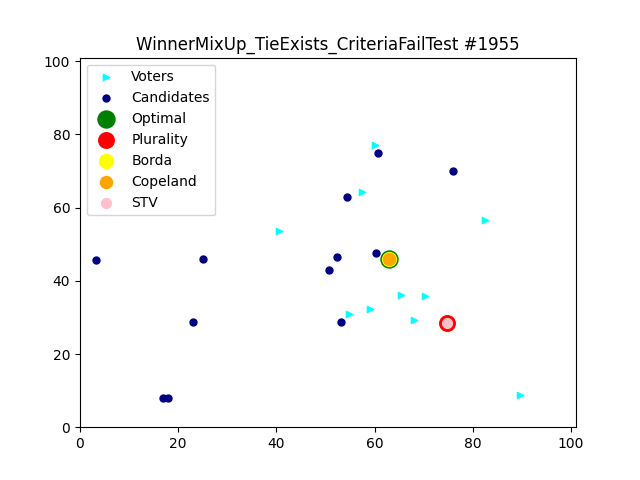 WinnerMixUp_TieExists_CriteriaFailTest #1955
100
80
60
40
20
0
0 20 40 60 80 100
Voters
Candidates
Optimal
Plurality
Borda
Copeland
STV